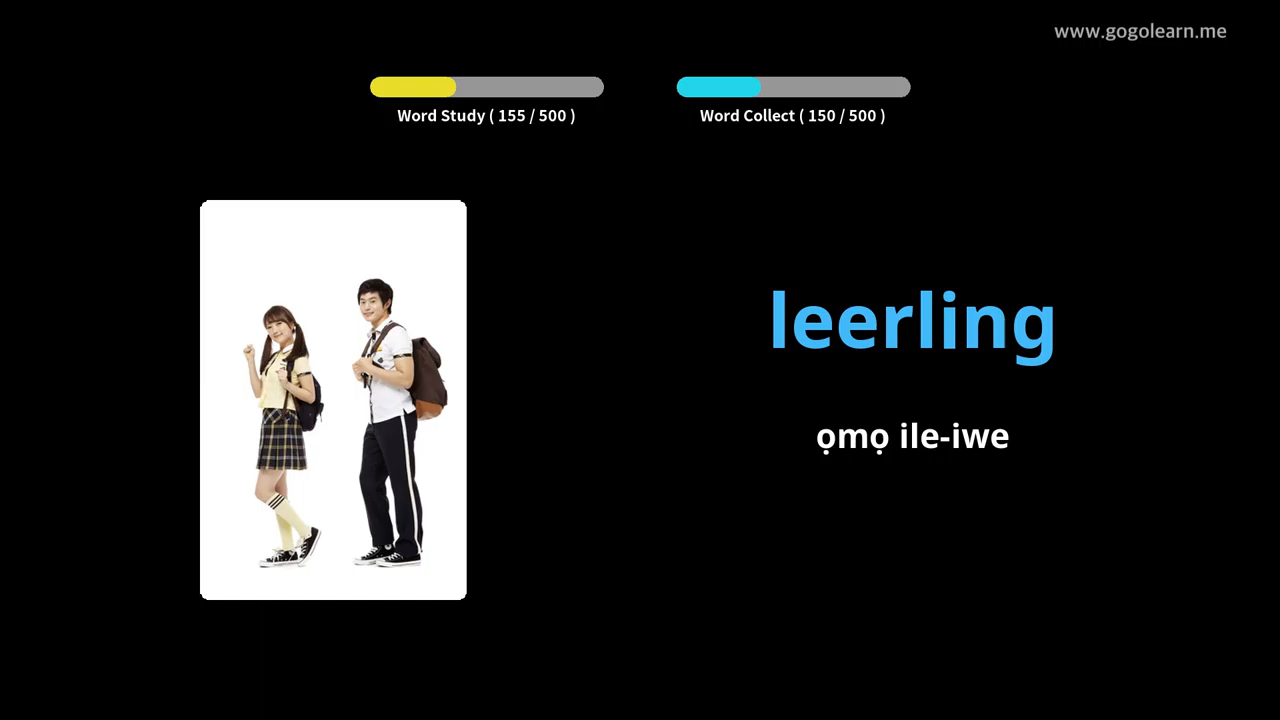 www.gogolearn.me
Word Study ( 155 / 500 )
Word Collect ( 150 / 500 )
leerling
ọmọ ile-iwe